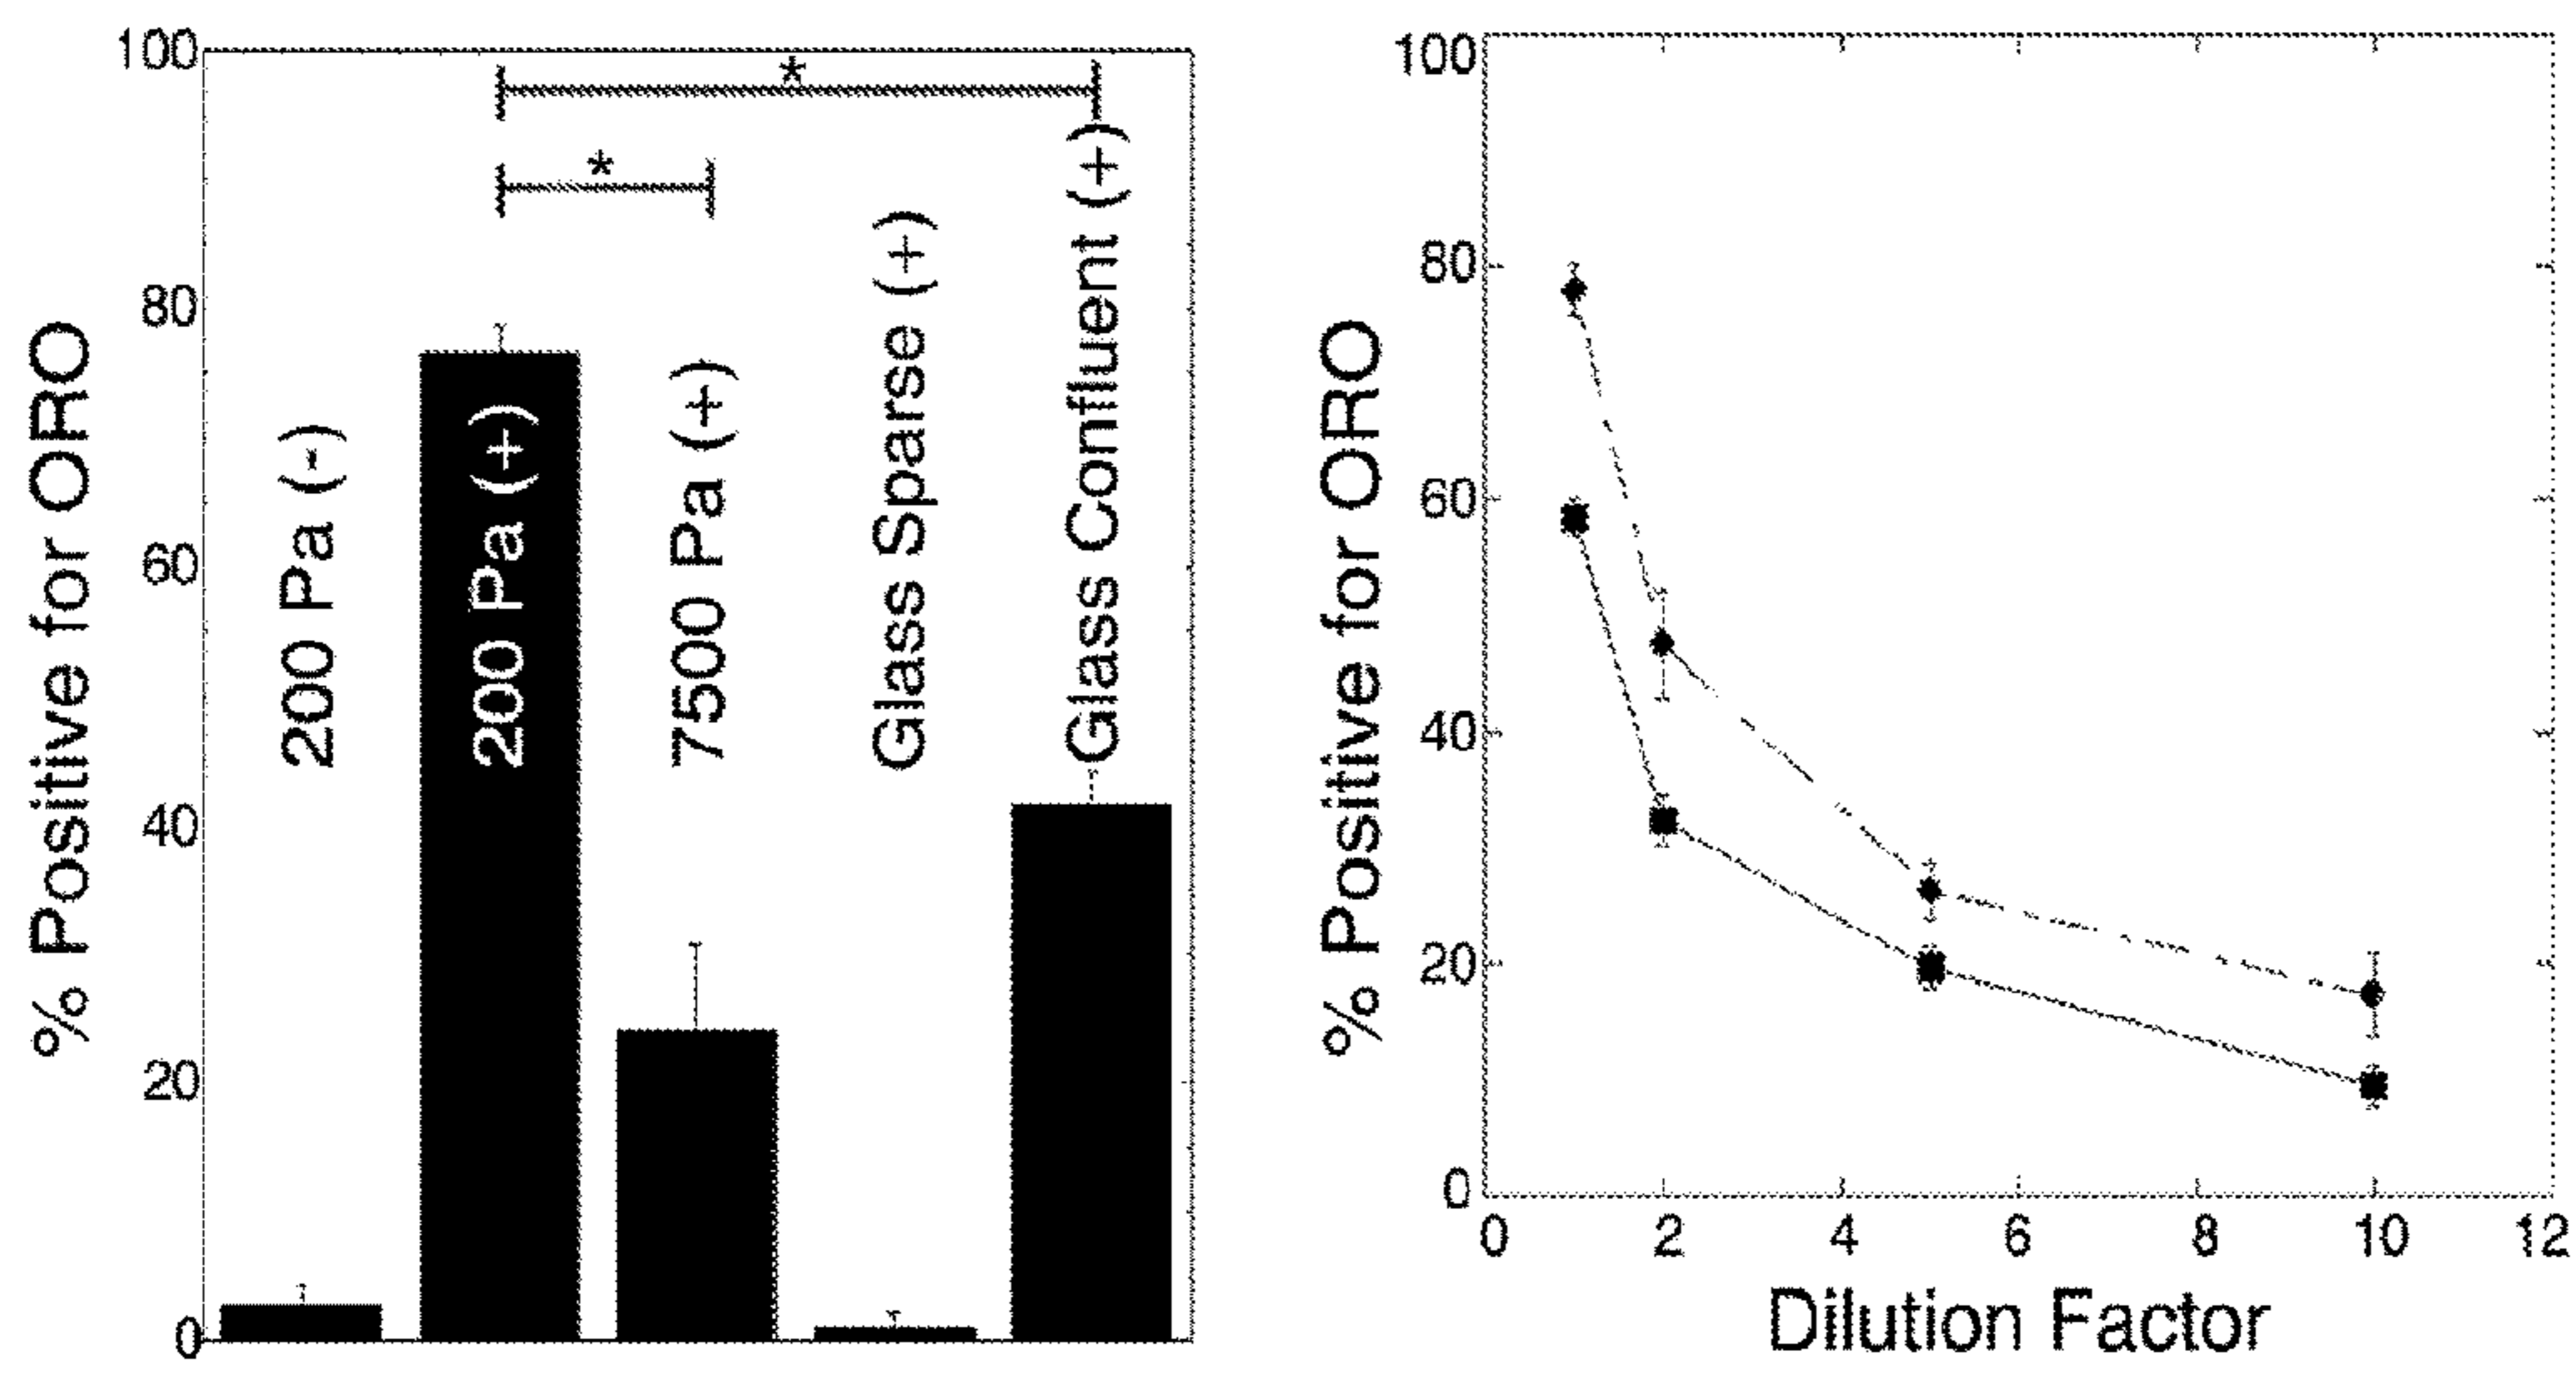 % Positive for ORO
100
80
60
40
20
0
*
*
200 Pa (-)
200 Pa (+)
7500 Pa (+)
Glass Sparse (+)
Glass Confluent (+)
% Positive for ORO
100
80
60
40
20
0
0 2 4 6 8 10 12
Dilution Factor